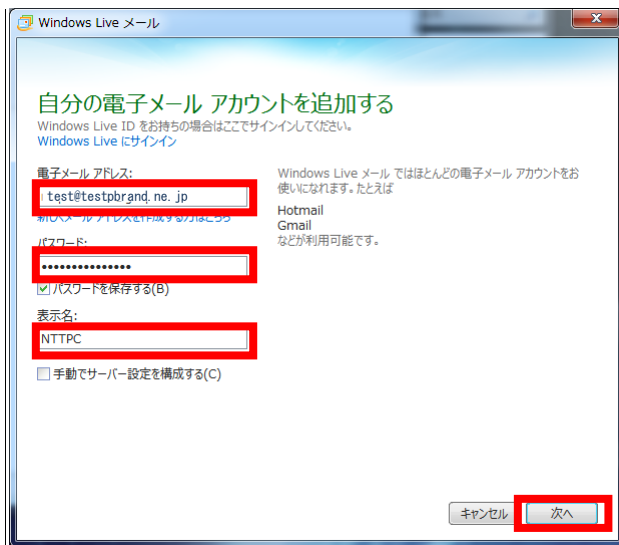 Windows Live メール
自分の電子メール アカウントを追加する
Windows Live ID をお持ちの場合はここでサインインしてください。
Windows Live にサインイン
電子メール アドレス:
test@testpbrand.ne.jp
新しくメール アドレスを作成する方はこちら
パスワード:
•••••••••••••••
パスワードを保存する(B)
表示名:
NTTPC
手動でサーバー設定を構成する(C)
Windows Live メール ではほとんどの電子メール アカウントをお
使いになれます。たとえば
Hotmail
Gmail
などが利用可能です。
キャンセル
次へ